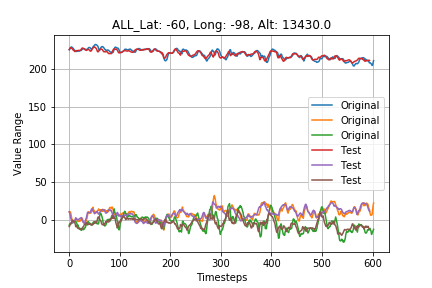 ALL_Lat: -60, Long: -98, Alt: 13430.0
Value Range
200
150
100
50
0
Original
Original
Original
Test
Test
Test
0 100 200 300 400 500 600
Timesteps